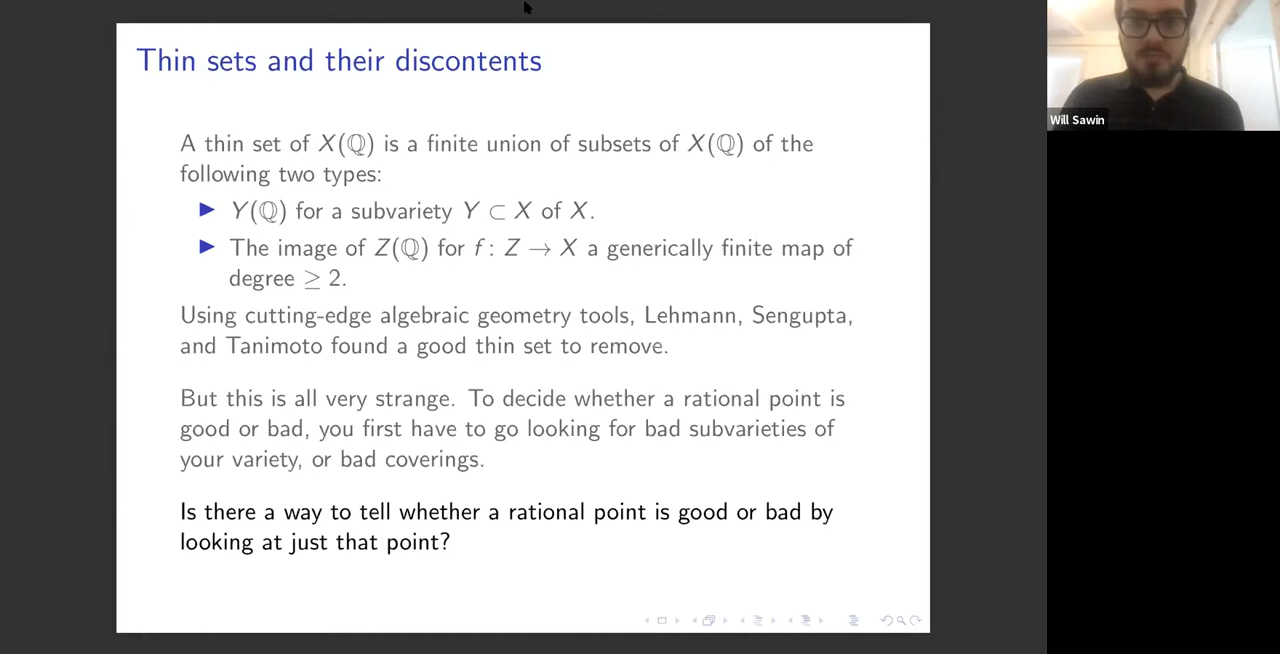 Thin sets and their discontents
A thin set of X(ℚ) is a finite union of subsets of X(ℚ) of the
following two types:
Y(ℚ) for a subvariety Y ⊂ X of X.
The image of Z(ℚ) for f: Z → X a generically finite map of
degree ≥ 2.
Using cutting-edge algebraic geometry tools, Lehmann, Sengupta,
and Tanimoto found a good thin set to remove.
But this is all very strange. To decide whether a rational point is
good or bad, you first have to go looking for bad subvarieties of
your variety, or bad coverings.
Is there a way to tell whether a rational point is good or bad by
looking at just that point?
Will Sawin